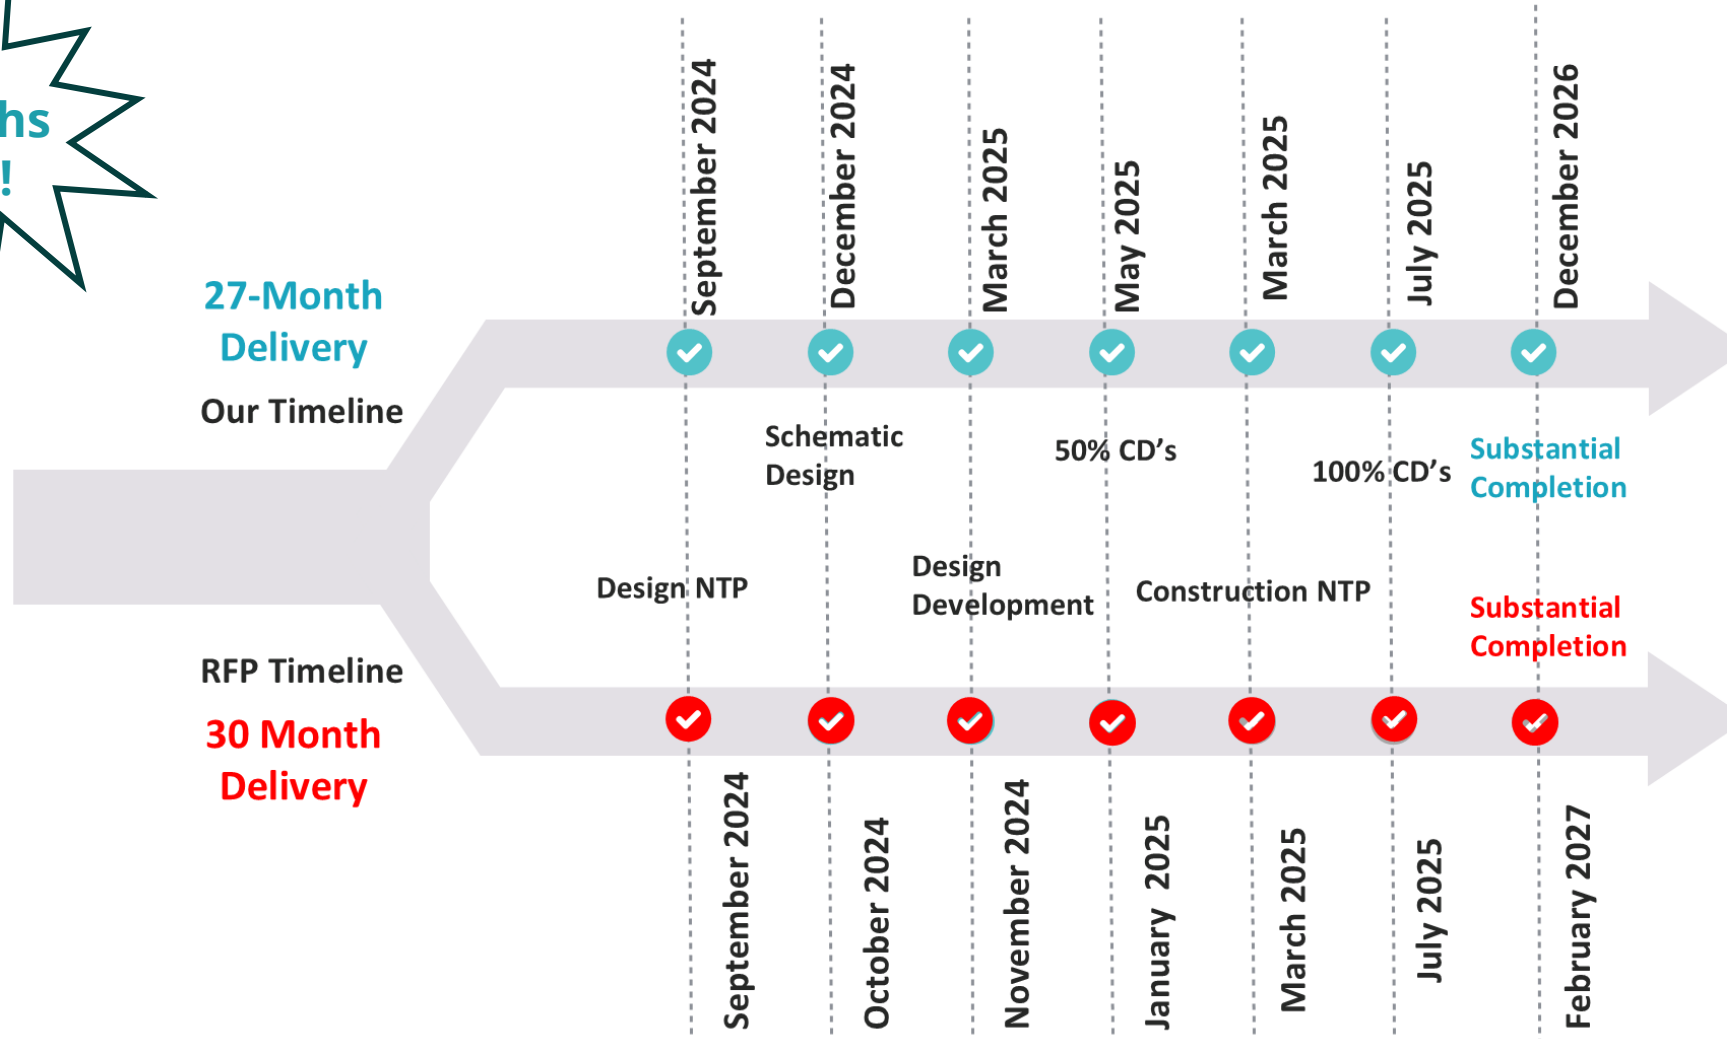 hs
!
September 2024
December 2024
March 2025
May 2025
March 2025
July 2025
December 2026
27-Month
Delivery
Our Timeline
Schematic
Design
50% CD's
100% CD's
Substantial
Completion
Design NTP
Design
Development
Construction NTP
Substantial
Completion
RFP Timeline
30 Month
Delivery
September 2024
October 2024
November 2024
January 2025
March 2025
July 2025
February 2027